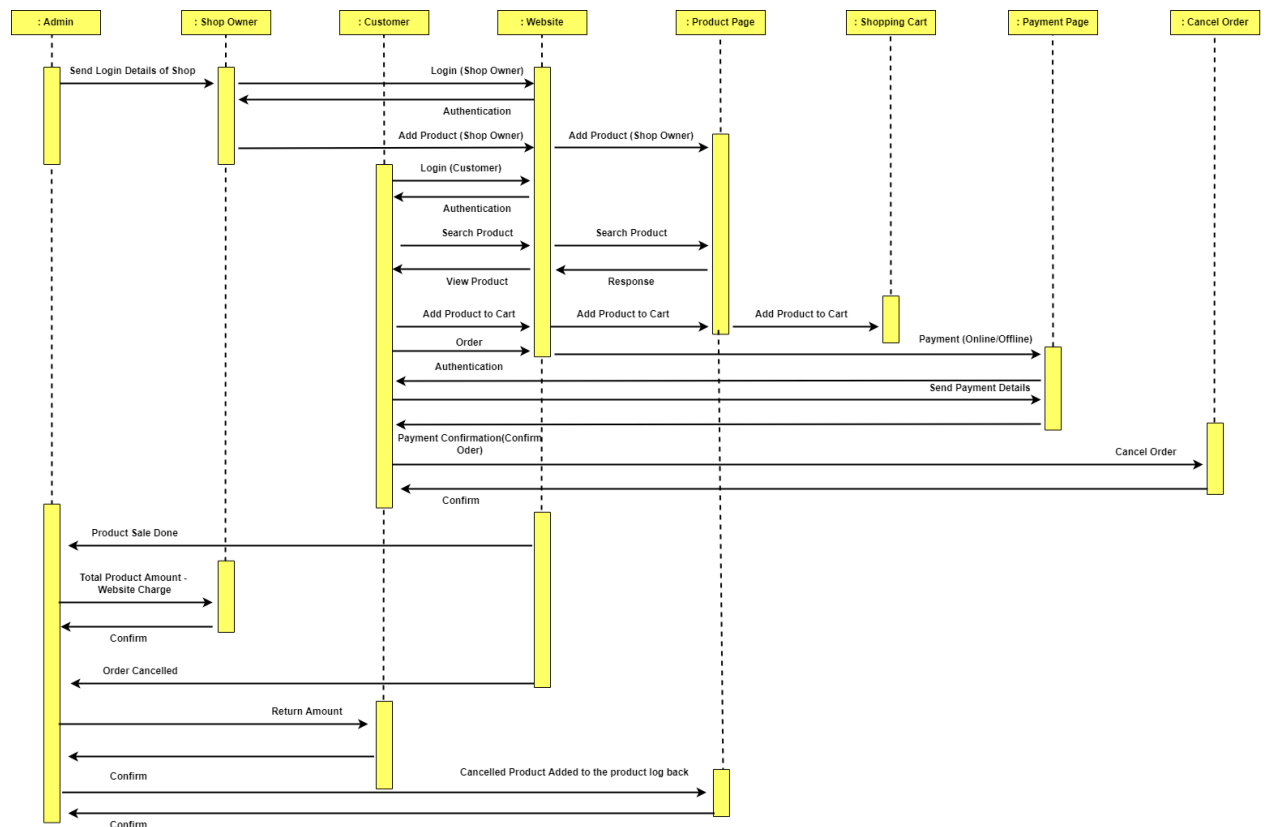 : Admin
: Shop Owner
: Customer
: Website
: Product Page
: Shopping Cart
: Payment Page
: Cancel Order
Send Login Details of Shop
Login (Shop Owner)
Authentication
Add Product (Shop Owner)
Add Product (Shop Owner)
Login (Customer)
Authentication
Search Product
Search Product
View Product
Response
Add Product to Cart
Add Product to Cart
Add Product to Cart
Order
Payment (Online/Offline)
Authentication
Send Payment Details
Payment Confirmation(Confirm
Oder)
Cancel Order
Confirm
Product Sale Done
Total Product Amount -
Website Charge
Confirm
Order Cancelled
Return Amount
Confirm
Cancelled Product Added to the product log back
Confirm